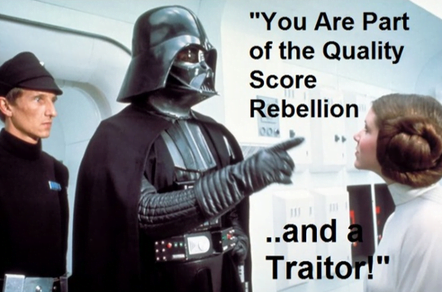 "You Are Part
of the Quality
Score
Rebellion
..and a
Traitor!"